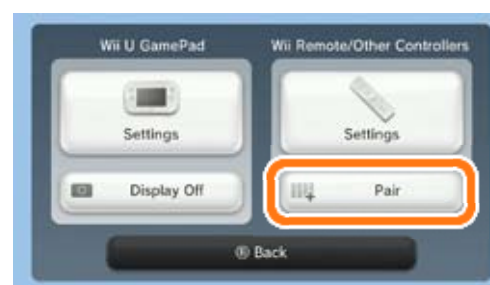 Wii U GamePad
Wii Remote/Other Controllers
Settings
Settings
Display Off
Pair
Ⓑ Back